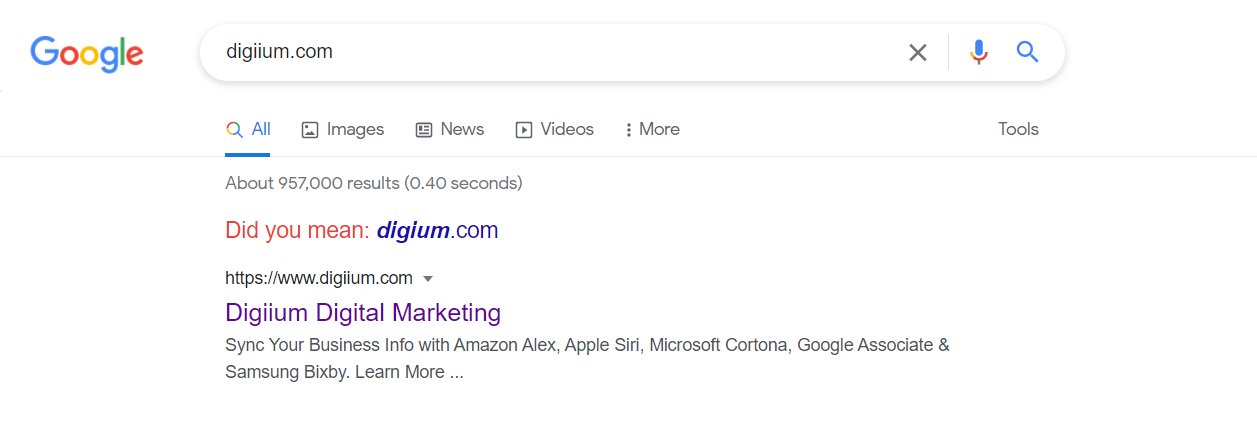 Google
digiium.com
All Images News Videos More Tools
About 957,000 results (0.40 seconds)
Did you mean: digium.com
https://www.digiium.com
Digiium Digital Marketing
Sync Your Business Info with Amazon Alex, Apple Siri, Microsoft Cortona, Google Associate &
Samsung Bixby. Learn More ...